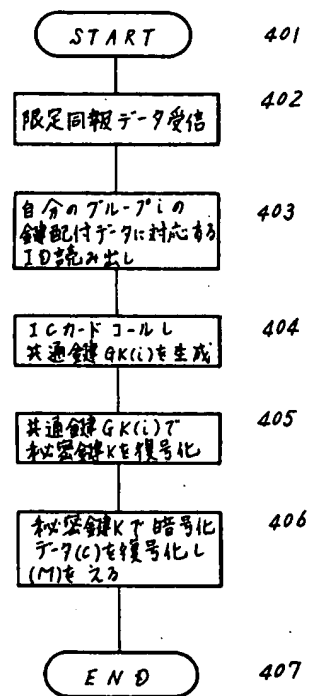 START 401
限定同報データ受信 402
自分のグループiの
鍵配付データに対応する 403
ID読み出し
ICカードコールし 404
共通鍵GK(i)を生成
共通鍵GK(i)で 405
秘密鍵Kを復号化
秘密鍵Kで暗号化 406
データ(C)を復号化し
(M)をえる
END 407